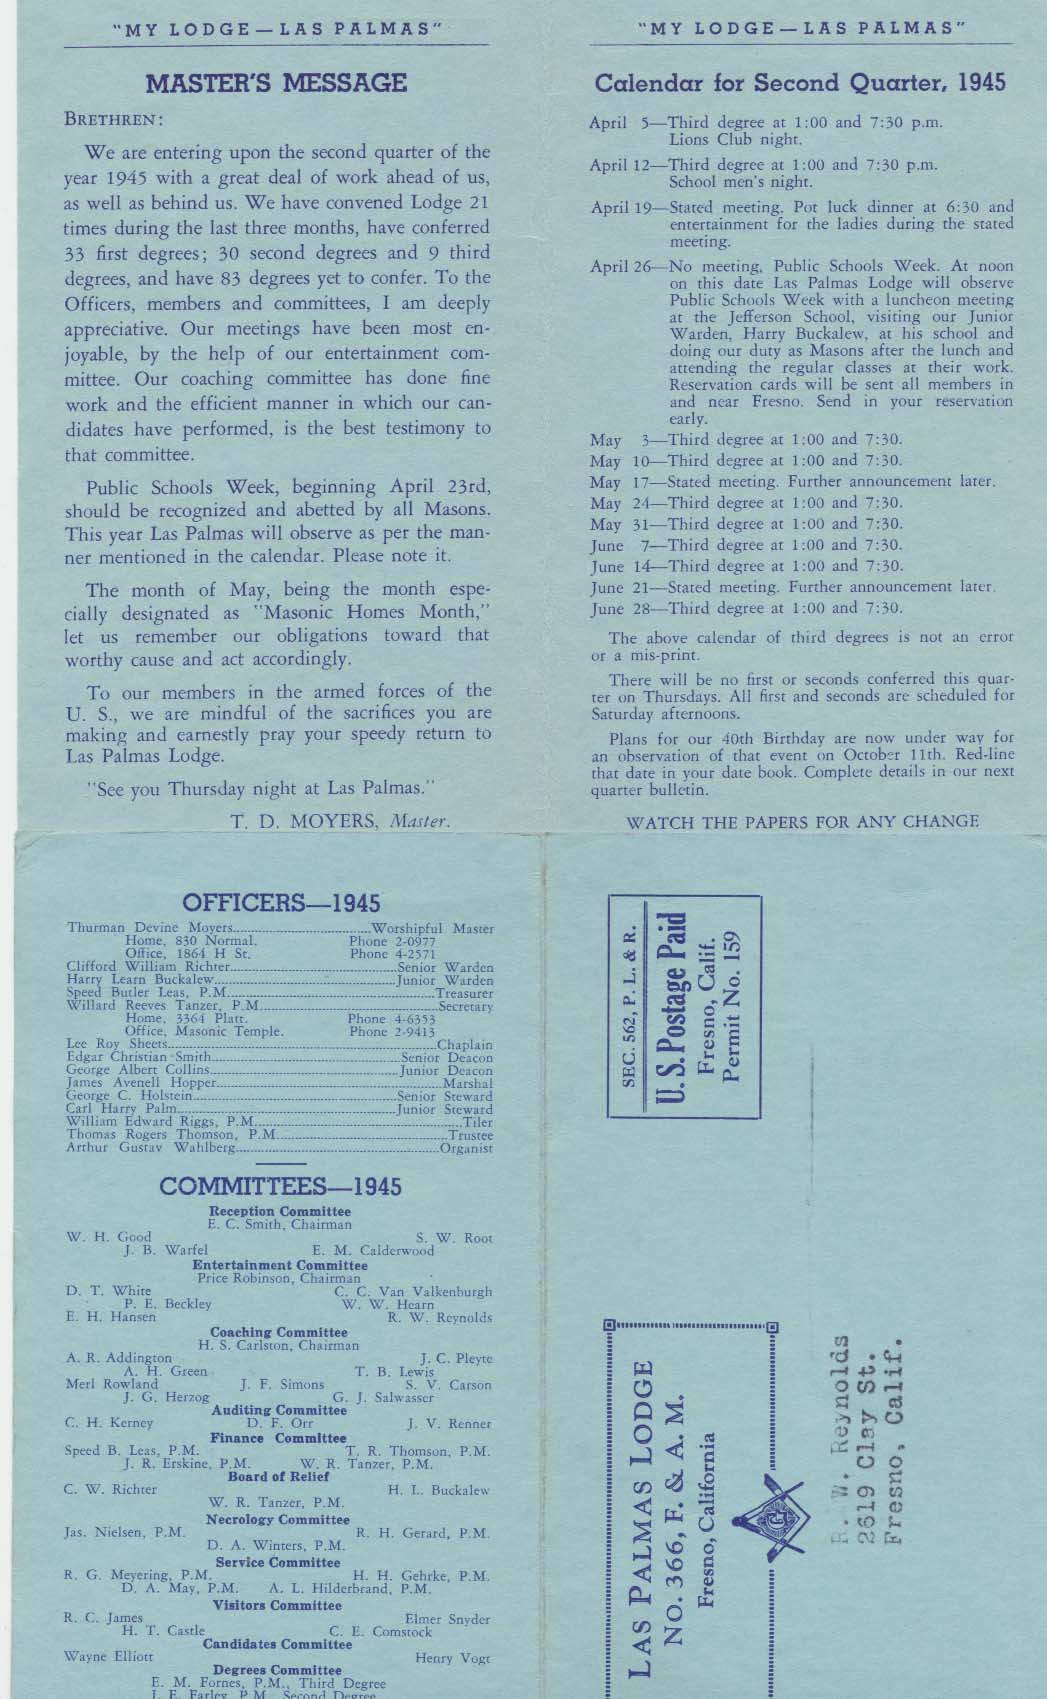 "MY LODGE—LAS PALMAS"
MASTER'S MESSAGE
BRETHREN:
We are entering upon the second quarter of the
year 1945 with a great deal of work ahead of us,
as well as behind us. We have convened Lodge 21
times during the last three months, have conferred
33 first degrees; 30 second degrees and 9 third
degrees, and have 83 degrees yet to confer. To the
Officers, members and committees, I am deeply
appreciative. Our meetings have been most en-
joyable, by the help of our entertainment com-
mittee. Our coaching committee has done fine
work and the efficient manner in which our can-
didates have performed, is the best testimony to
that committee.
Public Schools Week, beginning April 23rd,
should be recognized and abetted by all Masons.
This year Las Palmas will observe as per the man-
ner mentioned in the calendar. Please note it.
The month of May, being the month espe-
cially designated as "Masonic Homes Month,"
let us remember our obligations toward that
worthy cause and act accordingly.
To our members in the armed forces of the
U. S., we are mindful of the sacrifices you are
making and earnestly pray your speedy return to
Las Palmas Lodge.
"See you Thursday night at Las Palmas."
T. D. MOYERS, Master.
"MY LODGE—LAS PALMAS"
Calendar for Second Quarter, 1945
April 5—Third degree at 1:00 and 7:30 p.m.
Lions Club night.
April 12—Third degree at 1:00 and 7:30 p.m.
School men's night.
April 19—Stated meeting. Pot luck dinner at 6:30 and
entertainment for the ladies during the stated
meeting.
April 26—No meeting, Public Schools Week. At noon
on this date Las Palmas Lodge will observe
Public Schools Week with a luncheon meeting
at the Jefferson School, visiting our Junior
Warden, Harry Buckalew, at his school and
doing our duty as Masons after the lunch and
attending the regular classes at their work.
Reservation cards will be sent all members in
and near Fresno. Send in your reservation
early.
May 3—Third degree at 1:00 and 7:30.
May 10—Third degree at 1:00 and 7:30.
May 17—Stated meeting. Further announcement later.
May 24—Third degree at 1:00 and 7:30.
May 31—Third degree at 1:00 and 7:30.
June 7—Third degree at 1:00 and 7:30.
June 14—Third degree at 1:00 and 7:30.
June 21—Stated meeting. Further announcement later.
June 28—Third degree at 1:00 and 7:30.
The above calendar of third degrees is not an error
or a mis-print.
There will be no first or seconds conferred this quar-
ter on Thursdays. All first and seconds are scheduled for
Saturday afternoons.
Plans for our 40th Birthday are now under way for
an observation of that event on October 11th. Red-line
that date in your date book. Complete details in our next
quarter bulletin.
WATCH THE PAPERS FOR ANY CHANGE
OFFICERS—1945
Thurman Devine Moyers Worshipful Master
Home, 830 Normal. Phone 2-0977
Office, 1864 H St. Phone 4-2571
Clifford William Richter Senior Warden
Harry Learn Buckalew Junior Warden
Speed Butler Leas, P.M. Treasurer
Willard Reeves Tanzer, P.M. Secretary
Home, 3364 Platt. Phone 4-6353
Office, Masonic Temple. Phone 2-9413
Lee Roy Sheets Chaplain
Edgar Christian Smith Senior Deacon
George Albert Collins Junior Deacon
James Avenell Hopper Marshal
George C. Holstein Senior Steward
Carl Harry Palm Junior Steward
William Edward Riggs, P.M. Tiler
Thomas Rogers Thomson, P.M. Trustee
Arthur Gustav Wahlberg Organist
COMMITTEES—1945
Reception Committee
E. C. Smith, Chairman
W. H. Good S. W. Root
J. B. Warfel E. M. Calderwood
Entertainment Committee
Price Robinson, Chairman
D. T. White C. C. Van Valkenburgh
P. E. Beckley W. W. Hearn
E. H. Hansen R. W. Reynolds
Coaching Committee
H. S. Carlston, Chairman
A. R. Addington J. C. Pleyte
A. H. Green T. B. Lewis
Merl Rowland J. F. Simons S. V. Carson
J. G. Herzog G. J. Salwasser
Auditing Committee
C. H. Kerney D. F. Orr J. V. Renner
Finance Committee
Speed B. Leas, P.M. T. R. Thomson, P.M.
J. R. Erskine, P.M. W. R. Tanzer, P.M.
Board of Relief
C. W. Richter H. L. Buckalew
W. R. Tanzer, P.M.
Necrology Committee
Jas. Nielsen, P.M. R. H. Gerard, P.M.
D. A. Winters, P.M.
Service Committee
R. G. Meyering, P.M. H. H. Gehrke, P.M.
D. A. May, P.M. A. L. Hilderbrand, P.M.
Visitors Committee
R. C. James Elmer Snyder
H. T. Castle C. E. Comstock
Candidates Committee
Wayne Elliott Henry Vogt
Degrees Committee
E. M. Fornes, P.M., Third Degree
Farley, P.M. Second Degree
SEC. 562, P. L. & R.
U. S. Postage Paid
Fresno, Calif.
Permit No. 159
LAS PALMAS LODGE
NO. 366, F. & A. M.
Fresno, California
G
R. W. Reynolds
2619 Clay St.
Fresno, Calif.